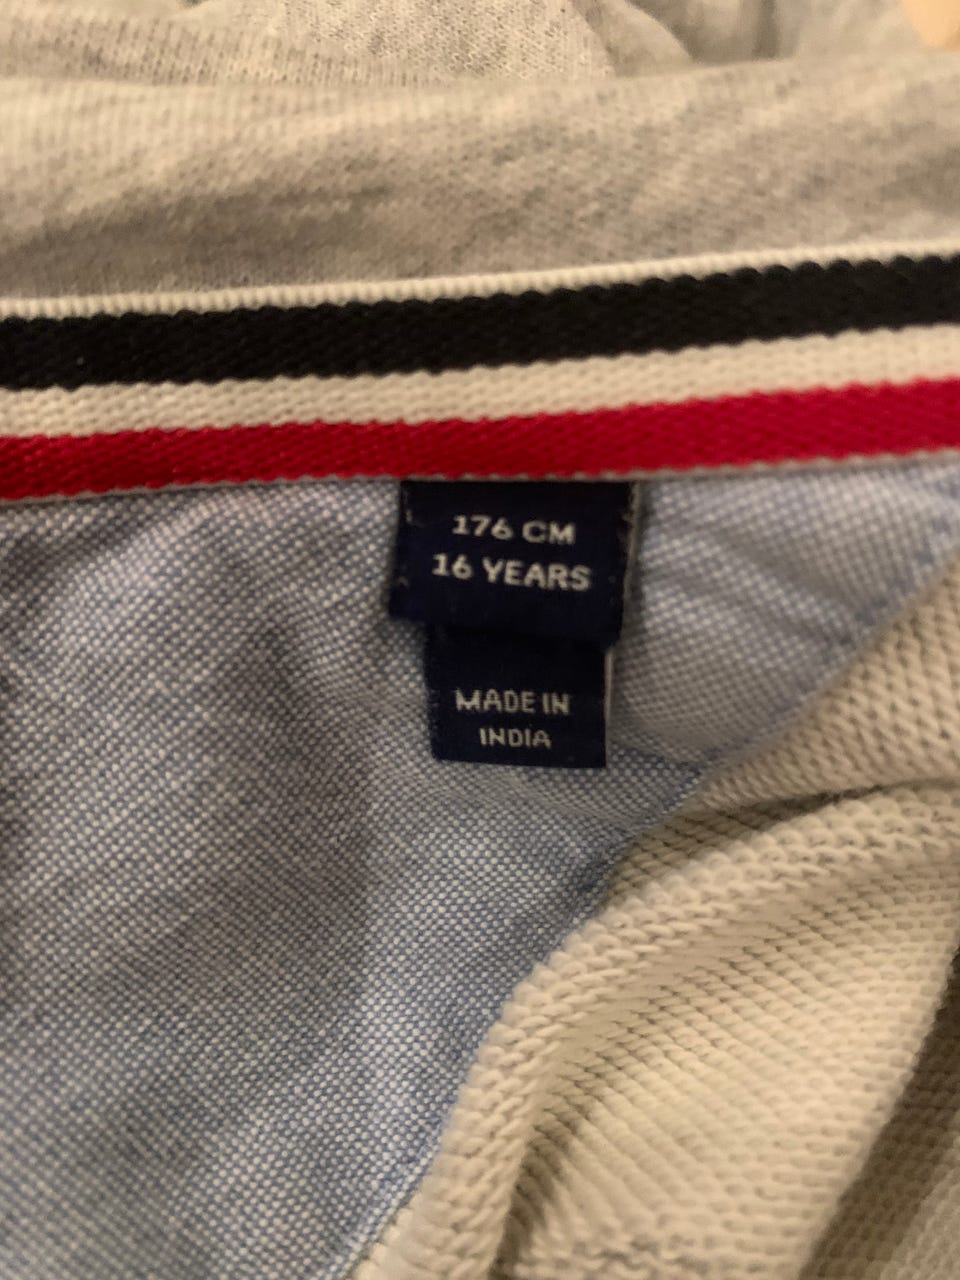 176 CM
16 YEARS
MADE IN
INDIA